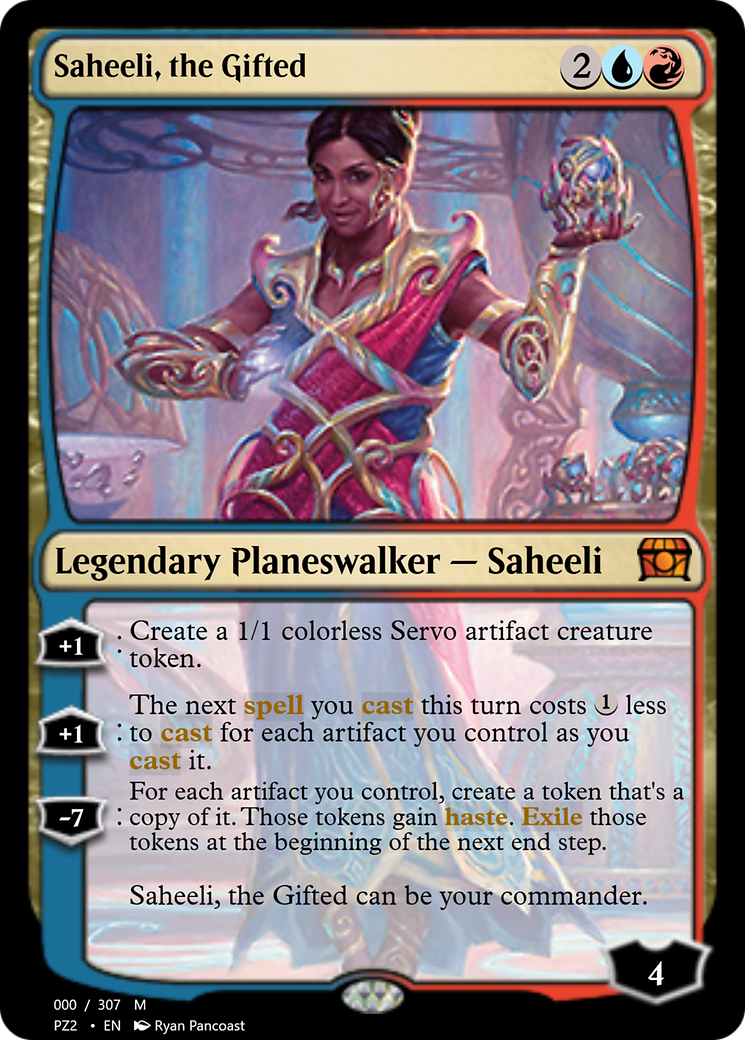 Saheeli, the Gifted 2
Legendary Planeswalker — Saheeli
+1 : Create a 1/1 colorless Servo artifact creature
token.
The next spell you cast this turn costs 1 less
+1 : to cast for each artifact you control as you
cast it.
For each artifact you control, create a token that's a
-7 : copy of it. Those tokens gain haste. Exile those
tokens at the beginning of the next end step.
Saheeli, the Gifted can be your commander.
4
000 / 307 M
PZ2 • EN Ryan Pancoast